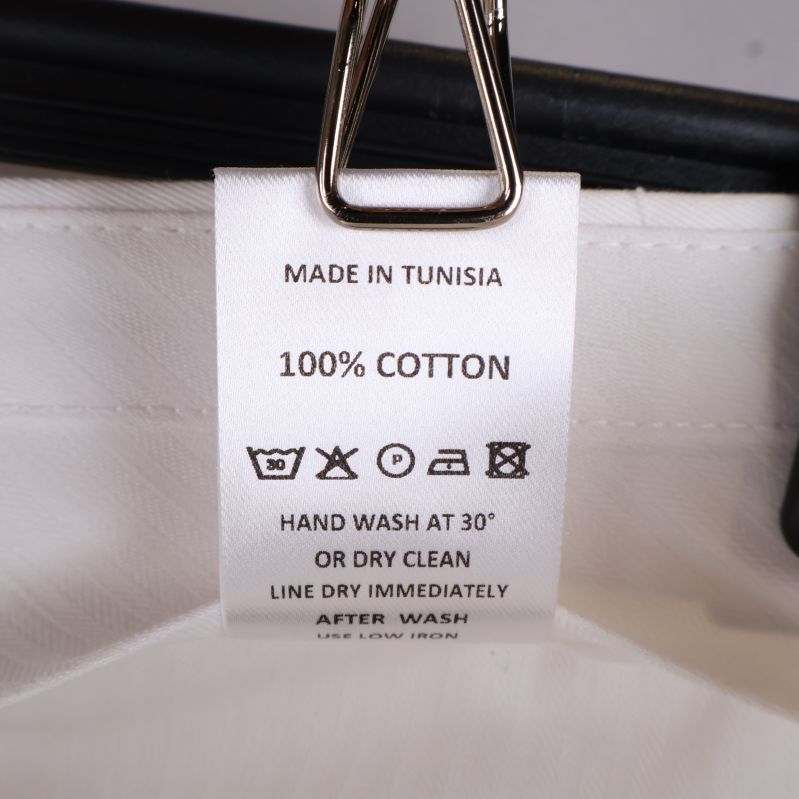 MADE IN TUNISIA
100% COTTON
30 P
HAND WASH AT 30°
OR DRY CLEAN
LINE DRY IMMEDIATELY
AFTER WASH
USE LOW IRON